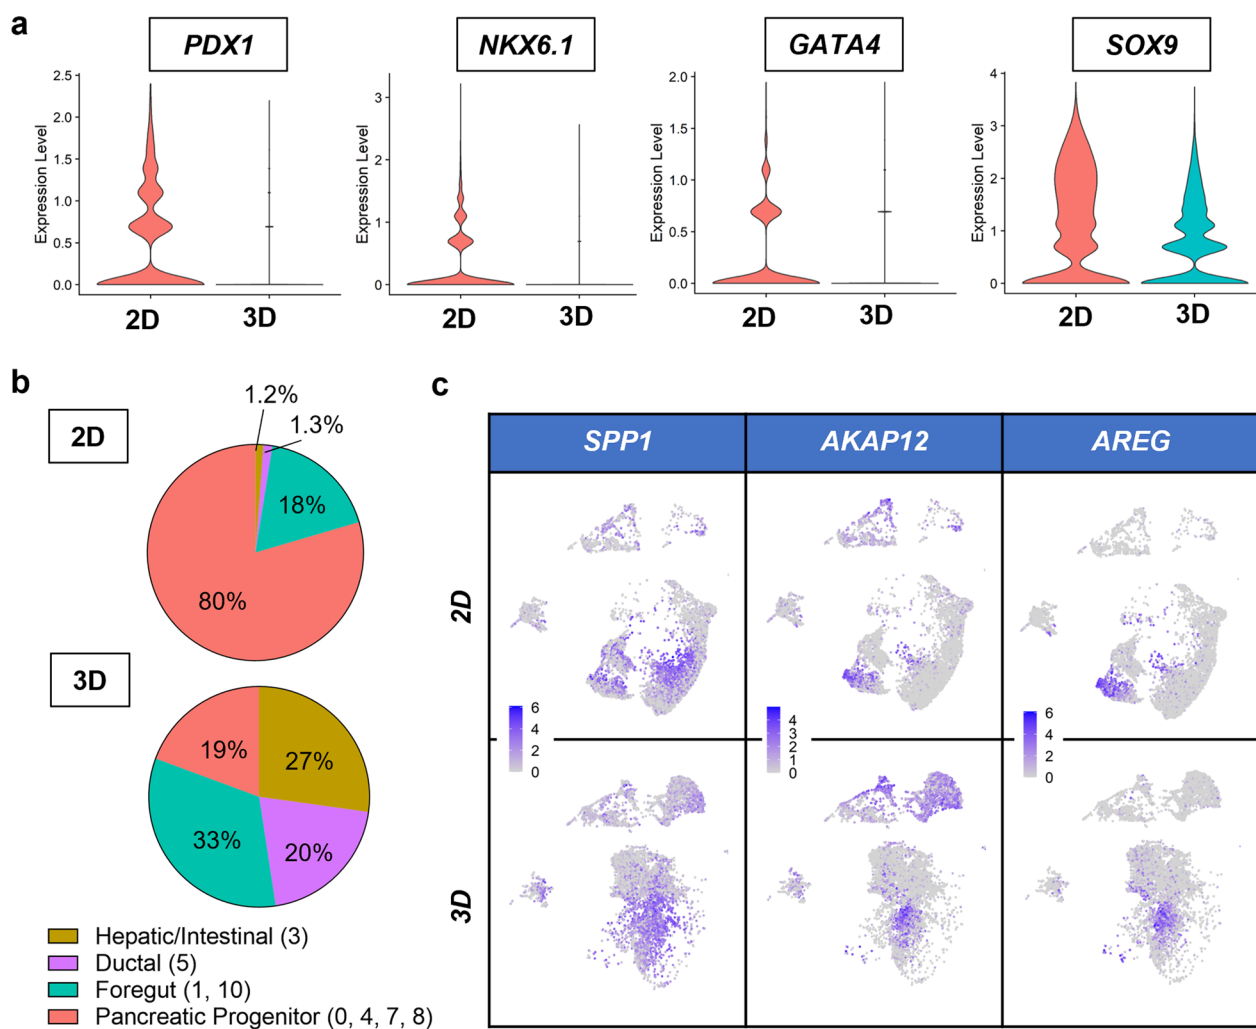 a
PDX1
NKX6.1
GATA4
SOX9
Expression Level
2.5
2.0
1.5
1.0
0.5
0.0
2D
3D
Expression Level
3
2
1
0
2D
3D
Expression Level
2.0
1.5
1.0
0.5
0.0
2D
3D
Expression Level
4
3
2
1
0
2D
3D
b
2D
1.2%
1.3%
18%
80%
3D
19%
27%
33%
20%
Hepatic/Intestinal (3)
Ductal (5)
Foregut (1, 10)
Pancreatic Progenitor (0, 4, 7, 8)
c
SPP1
AKAP12
AREG
2D
6
4
2
0
4
3
2
1
0
6
4
2
0
3D